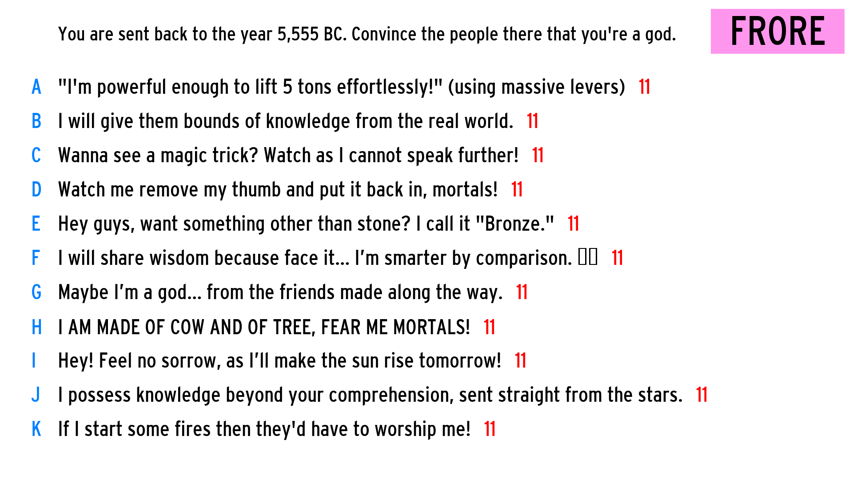 You are sent back to the year 5,555 BC. Convince the people there that you're a god.
FRORE
A "I'm powerful enough to lift 5 tons effortlessly!" (using massive levers) 11
B I will give them bounds of knowledge from the real world. 11
C Wanna see a magic trick? Watch as I cannot speak further! 11
D Watch me remove my thumb and put it back in, mortals! 11
E Hey guys, want something other than stone? I call it "Bronze." 11
F I will share wisdom because face it... I’m smarter by comparison. 11
G Maybe I’m a god... from the friends made along the way. 11
H I AM MADE OF COW AND OF TREE, FEAR ME MORTALS! 11
I Hey! Feel no sorrow, as I’ll make the sun rise tomorrow! 11
J I possess knowledge beyond your comprehension, sent straight from the stars. 11
K If I start some fires then they'd have to worship me! 11